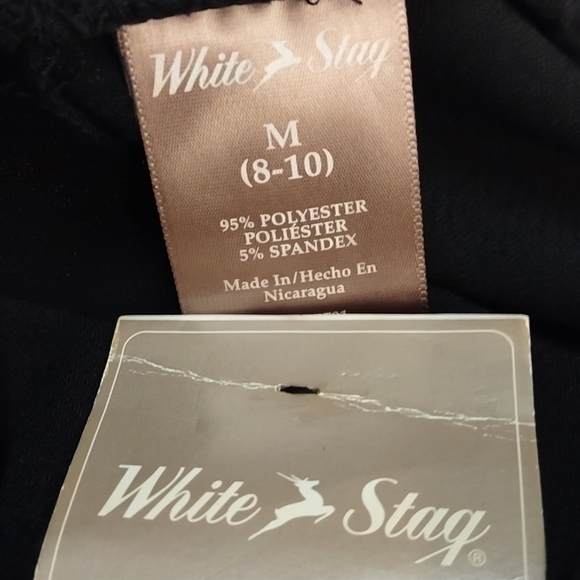 White Stag
M
(8-10)
95% POLYESTER
POLIÉSTER
5% SPANDEX
Made In/Hecho En
Nicaragua
White Stag®